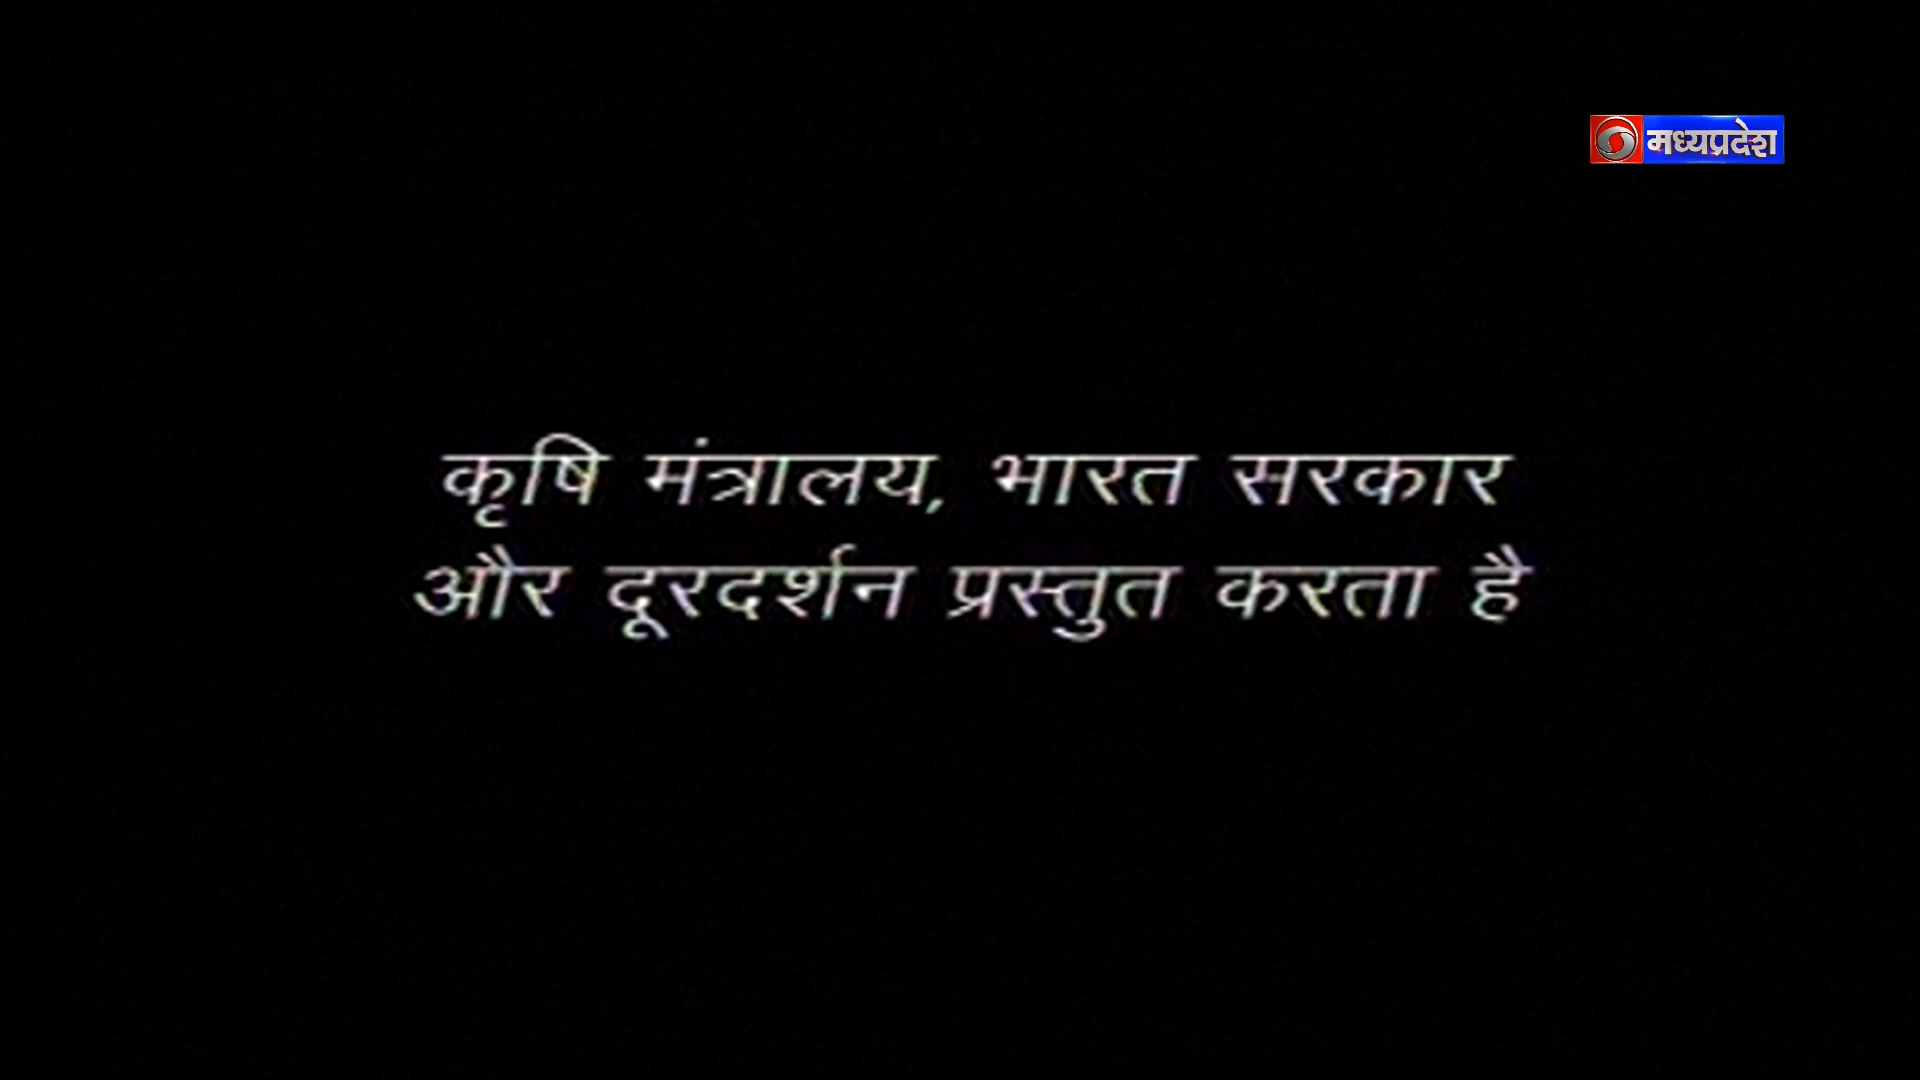 मध्यप्रदेश
कृषि मंत्रालय, भारत सरकार
और दूरदर्शन प्रस्तुत करता है